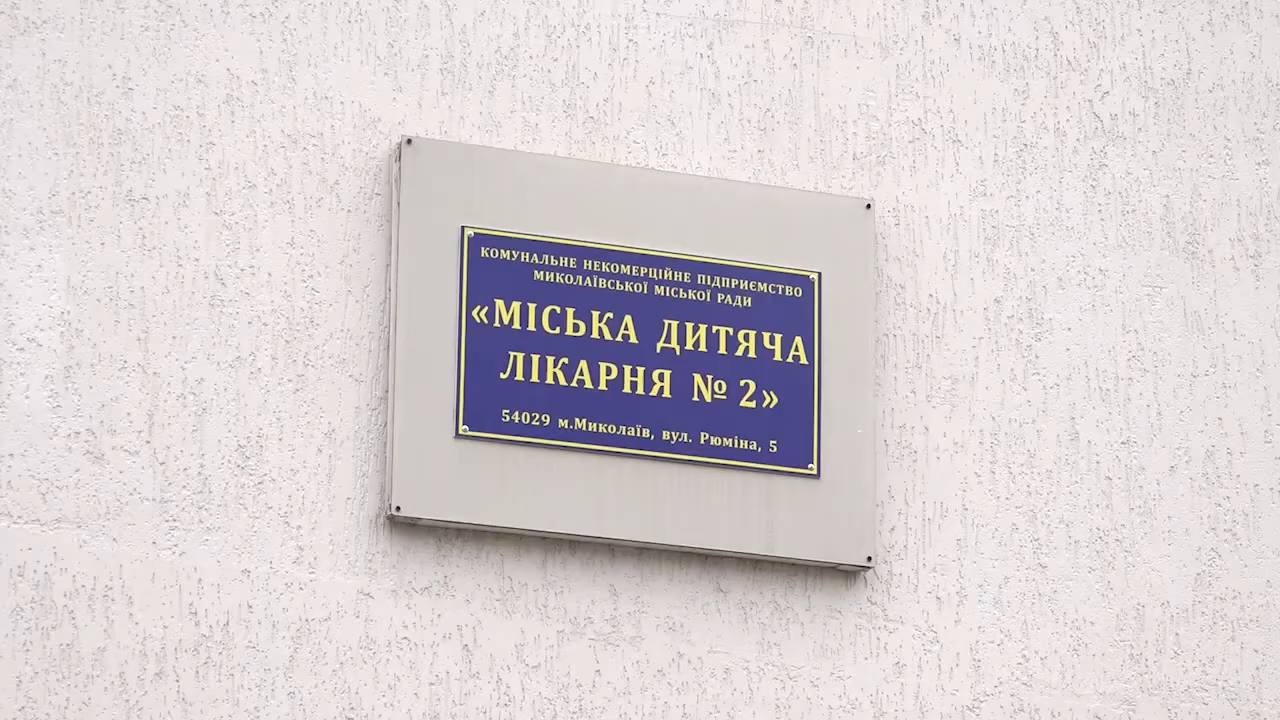 КОМУНАЛЬНЕ НЕКОМЕРЦІЙНЕ ПІДПРИЄМСТВО
МИКОЛАЇВСЬКОЇ МІСЬКОЇ РАДИ
«МІСЬКА ДИТЯЧА
ЛІКАРНЯ № 2»
54029 м.Миколаїв, вул. Рюміна, 5